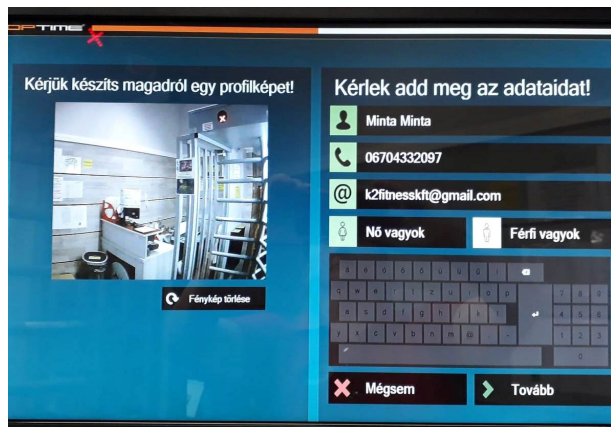 OPTIME
Kérjük készíts magadról egy profilképet!
Fénykép törlése
Kérlek add meg az adataidat!
Minta Minta
06704332097
@ k2fitnesskft@gmail.com
Nő vagyok
Férfi vagyok
Mégsem
Tovább